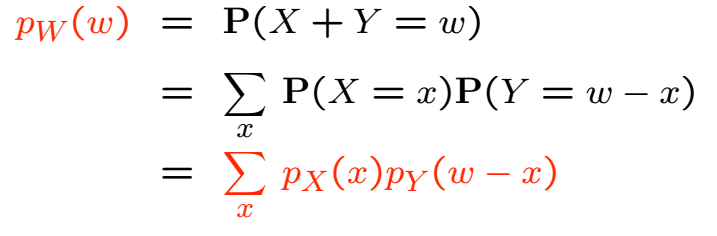 p_W(w) = P(X + Y = w)
= ∑_x P(X = x)P(Y = w − x)
= ∑_x p_X(x)p_Y(w − x)